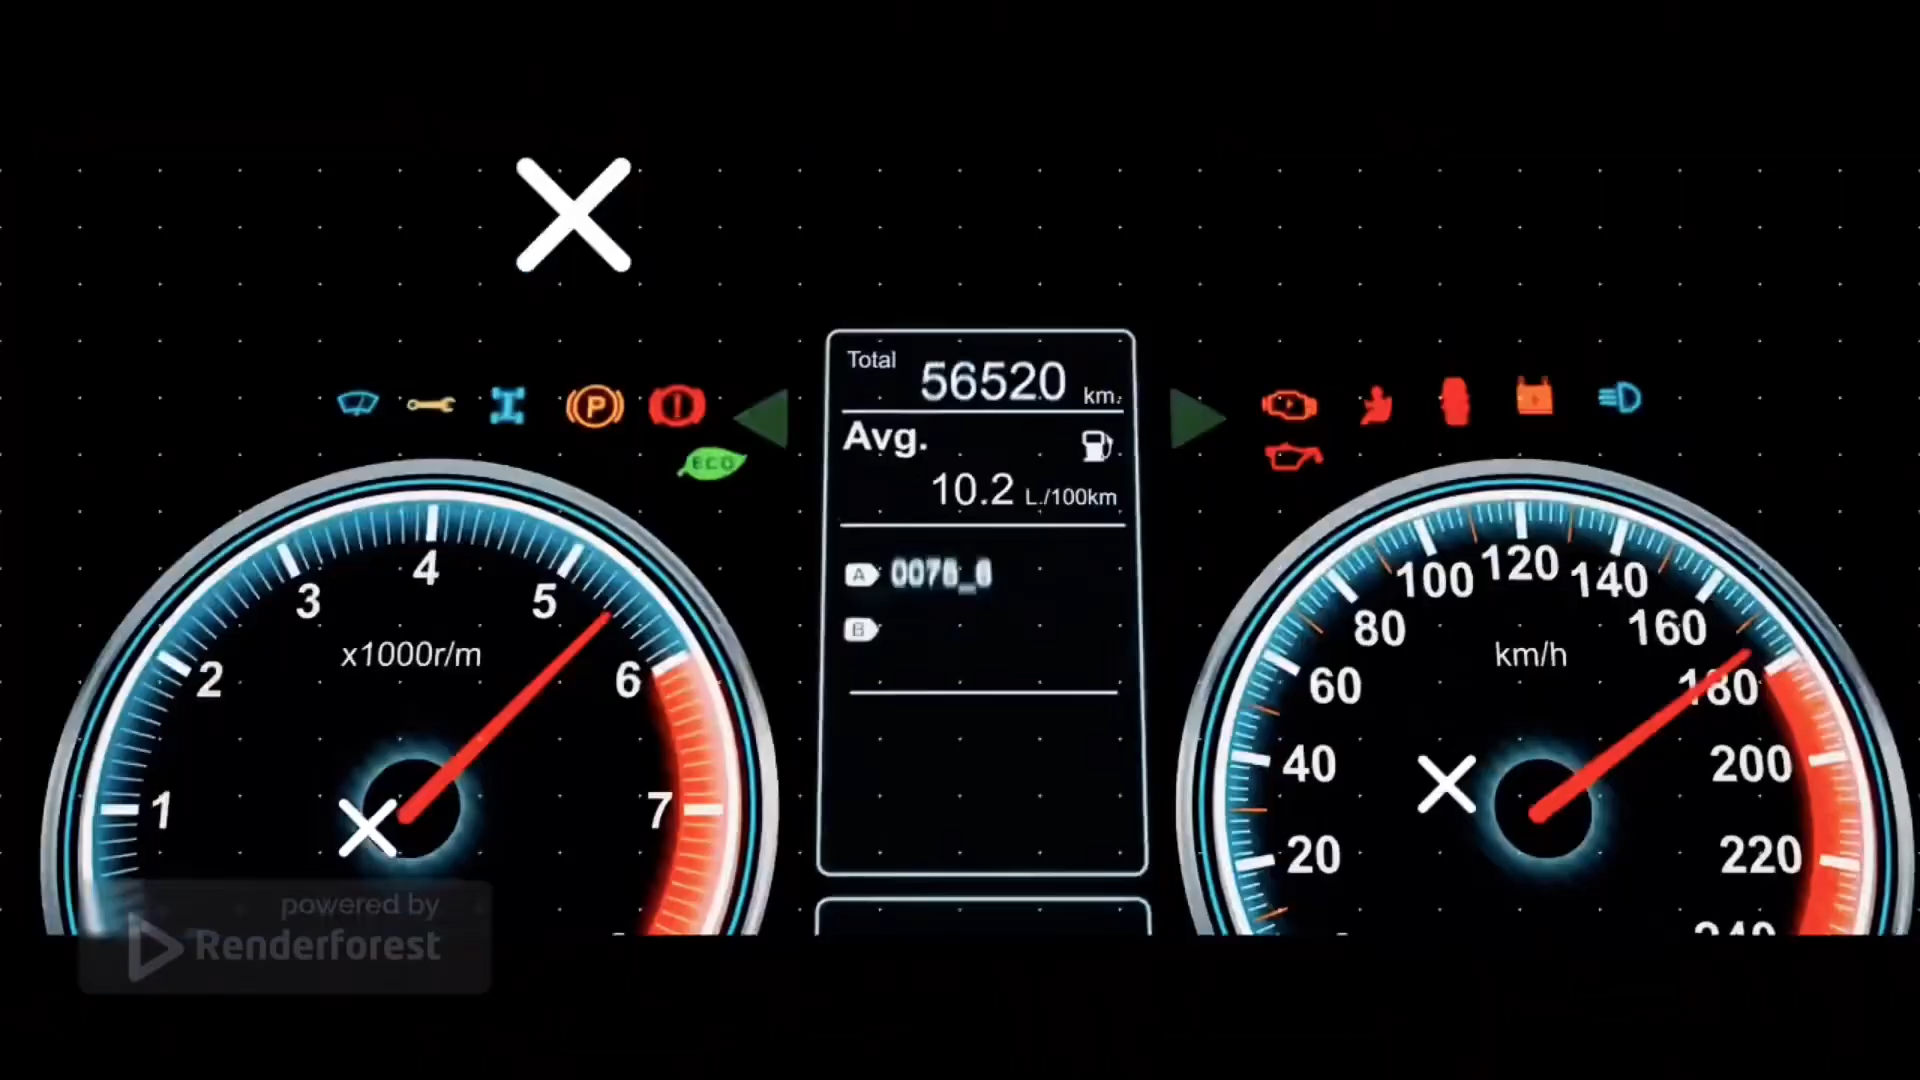 Total
56520 km.
Avg.
10.2 L./100km
A
B
ECO
P
1
2
3
4
5
6
7
x1000r/m
20
40
60
80
100
120
140
160
180
200
220
240
km/h
powered by
Renderforest